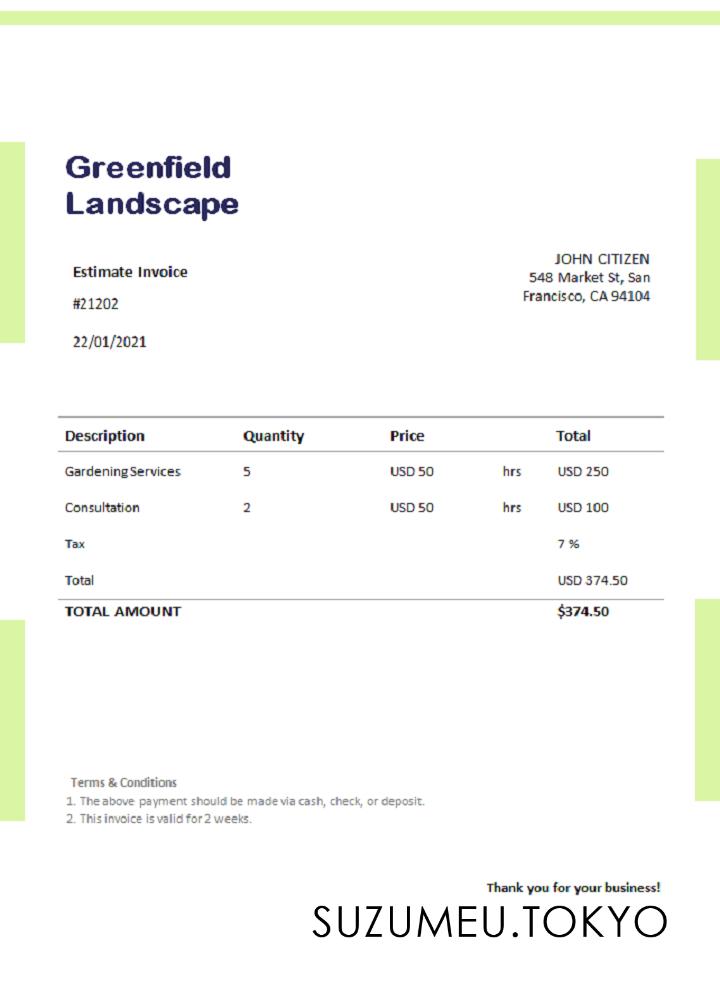 Greenfield
Landscape
JOHN CITIZEN
548 Market St, San
Francisco, CA 94104
Estimate Invoice
#21202
22/01/2021
Description Quantity Price Total
Gardening Services 5 USD 50 hrs USD 250
Consultation 2 USD 50 hrs USD 100
Tax 7 %
Total USD 374.50
TOTAL AMOUNT $374.50
Terms & Conditions
1. The above payment should be made via cash, check, or deposit.
2. This invoice is valid for 2 weeks.
Thank you for your business!
SUZUMEU.TOKYO